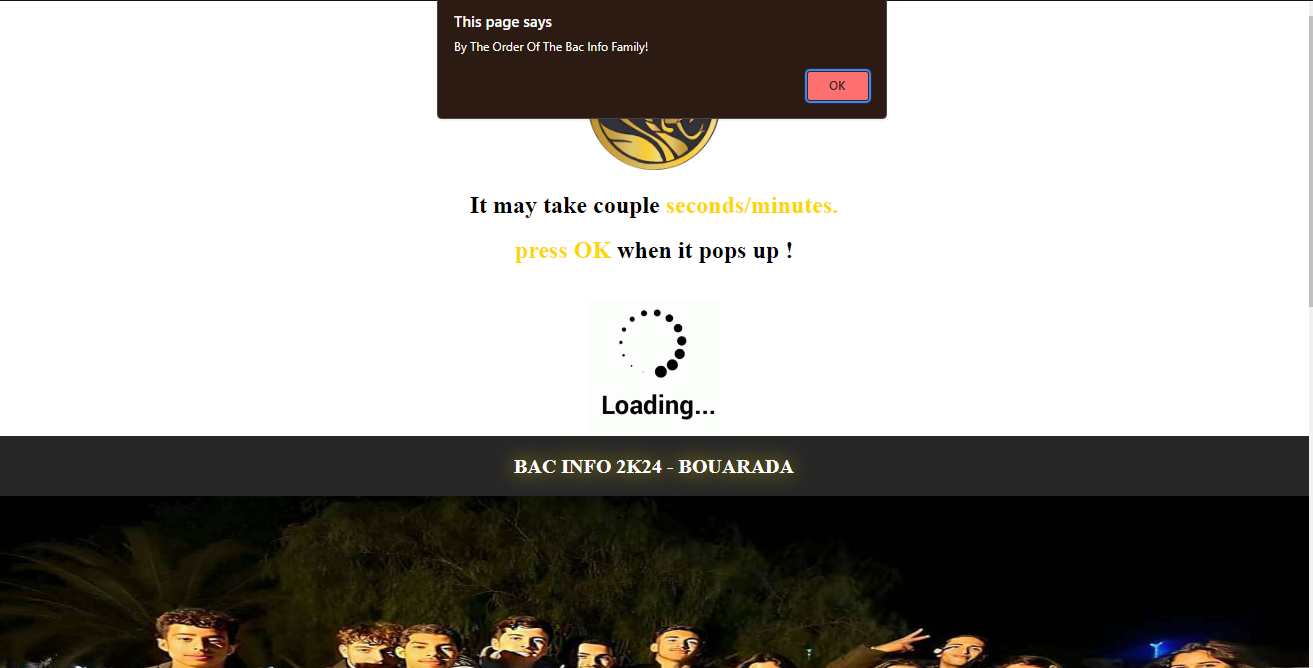 This page says
By The Order Of The Bac Info Family!
OK
It may take couple seconds/minutes.
press OK when it pops up !
Loading...
BAC INFO 2K24 - BOUARADA